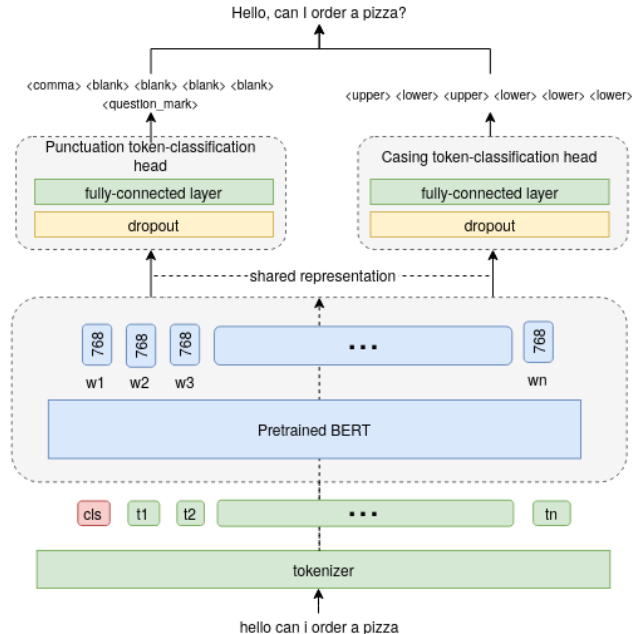 Hello, can I order a pizza?
<comma> <blank> <blank> <blank> <blank>
<question_mark>
<upper> <lower> <upper> <lower> <lower> <lower>
Punctuation token-classification
head
fully-connected layer
dropout
Casing token-classification head
fully-connected layer
dropout
shared representation
768 768 768 ... 768
w1 w2 w3 wn
Pretrained BERT
cls t1 t2 ... tn
tokenizer
hello can i order a pizza